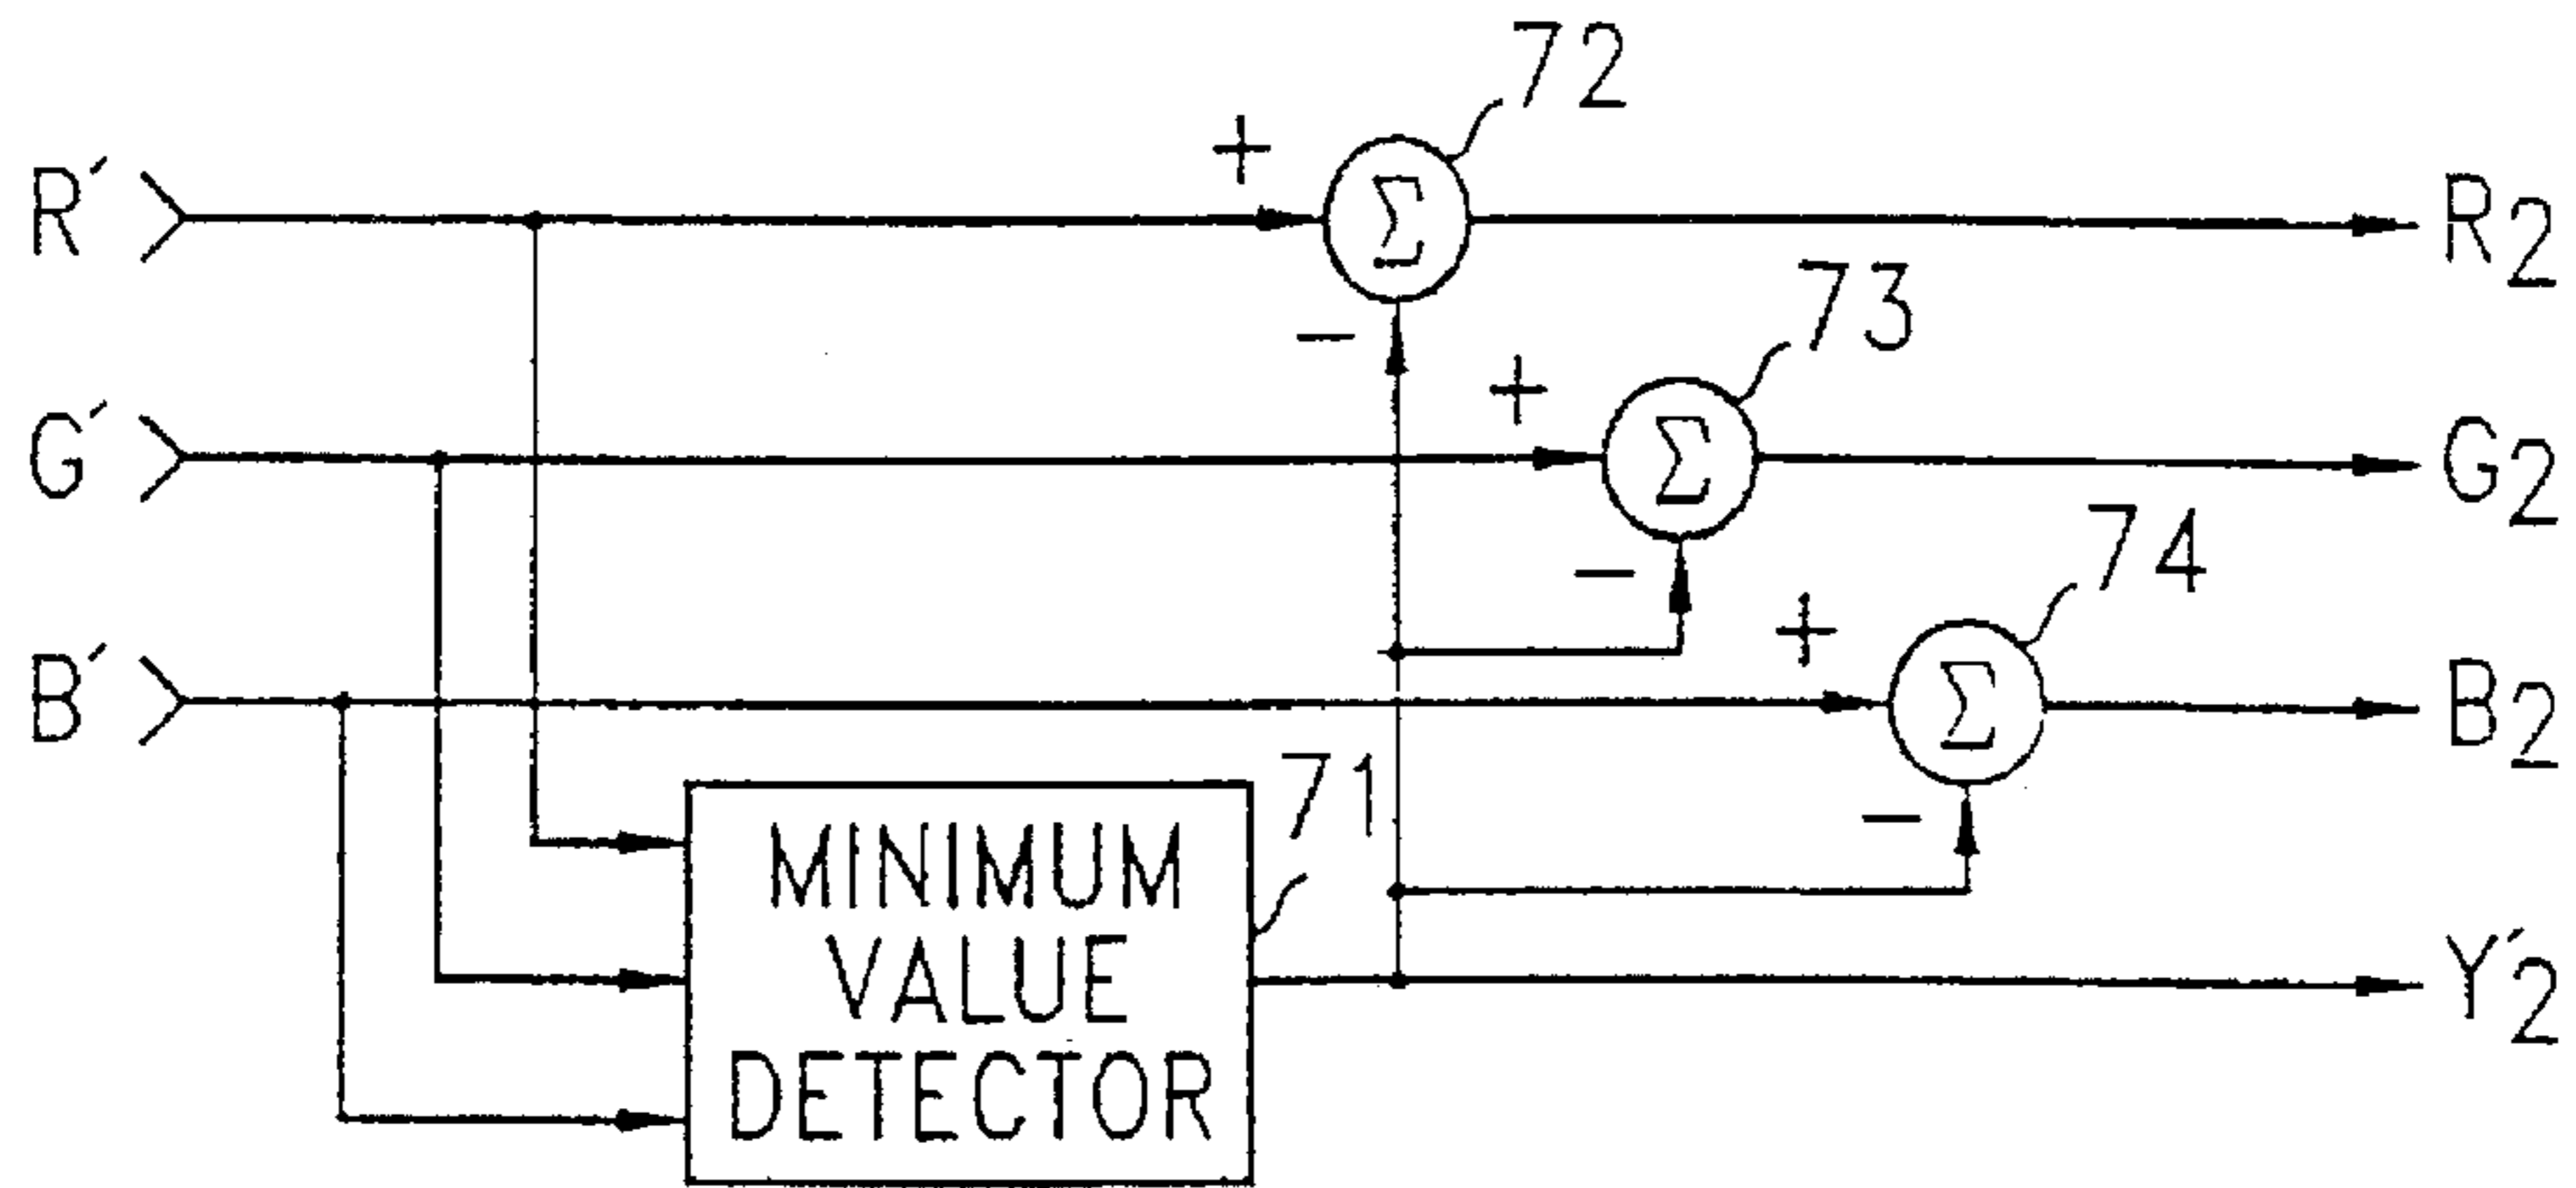 72
R´ + Σ R2
− 73
G´ + Σ G2
− 74
B´ + Σ B2
71 −
MINIMUM
VALUE
DETECTOR
Y´2